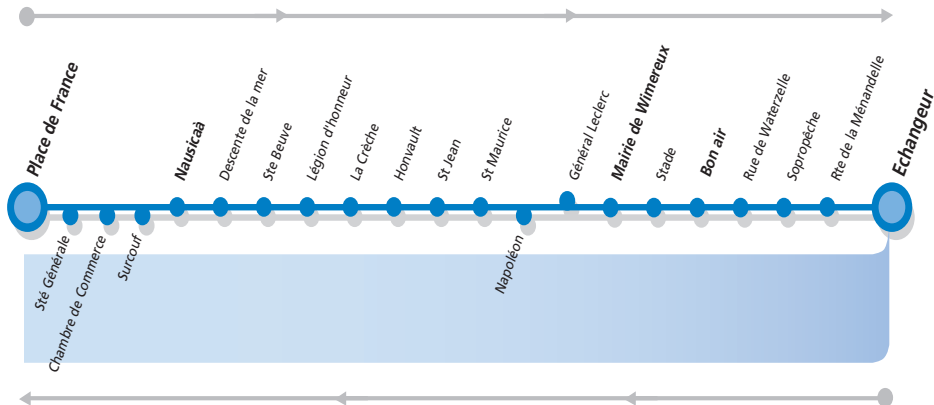 Place de France
Sté Générale
Chambre de Commerce
Surcouf
Nausicaà
Descente de la mer
Ste Beuve
Légion d'honneur
La Crèche
Honvault
St Jean
St Maurice
Napoléon
Général Leclerc
Mairie de Wimereux
Stade
Bon air
Rue de Waterzelle
Sopropêche
Rte de la Ménandelle
Echangeur